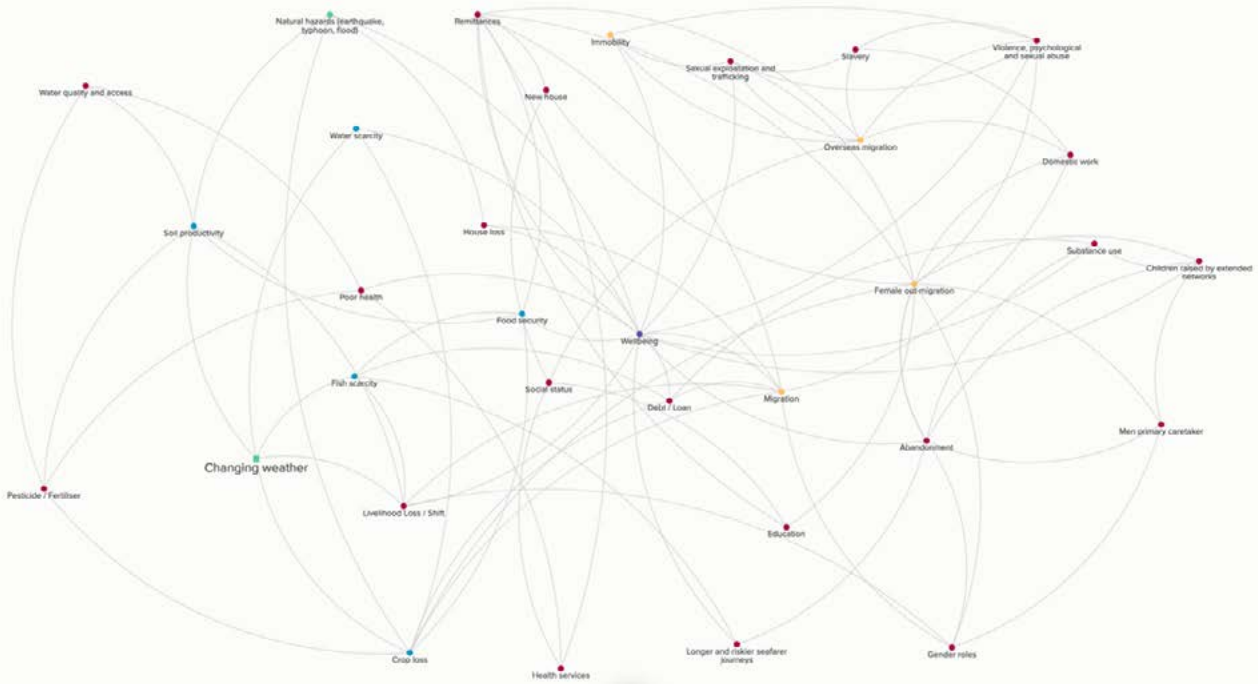 Natural hazards (earthquake,
typhoon, flood)
Remittances
Immobility
Slavery
Violence, psychological
and sexual abuse
Sexual exploitation and
trafficking
Water quality and access
New house
Water scarcity
Overseas migration
Domestic work
Soil productivity
House loss
Substance use
Children raised by extended
networks
Poor health
Female out-migration
Food security
Wellbeing
Fish scarcity
Social status
Debt / Loan
Migration
Men primary caretaker
Abandonment
Changing weather
Pesticide / Fertiliser
Livelihood Loss / Shift
Education
Crop loss
Health services
Longer and riskier seafarer
journeys
Gender roles